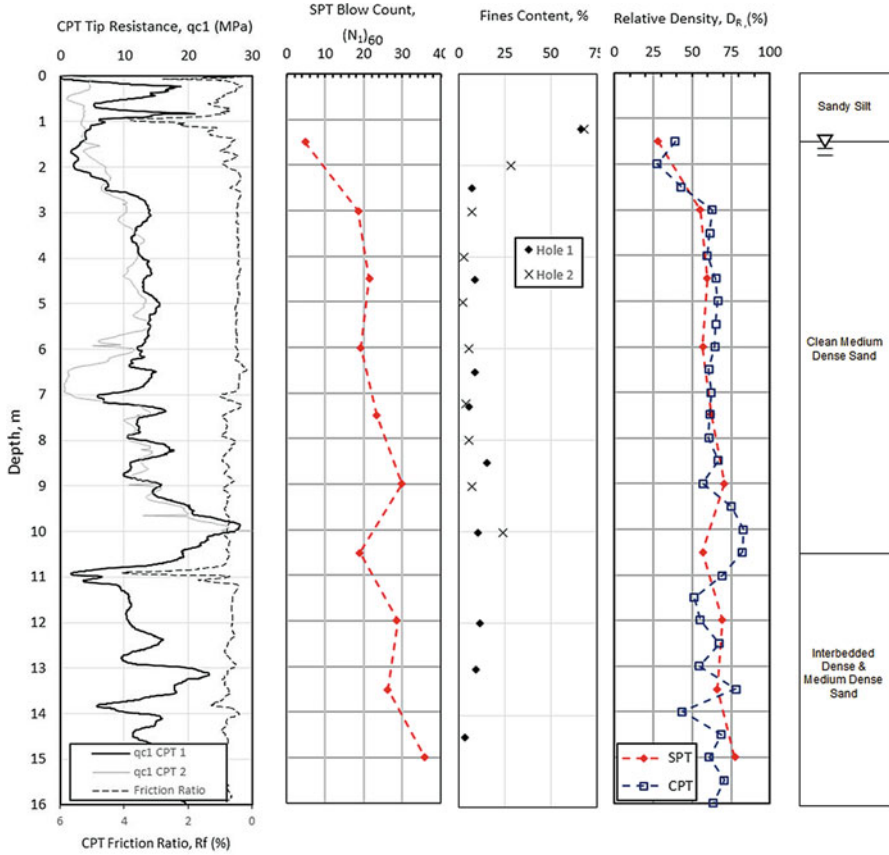 CPT Tip Resistance, qc1 (MPa)
0 10 20 30
SPT Blow Count,
(N1)60
0 10 20 30 40
Fines Content, %
0 25 50 75
Relative Density, DR,(%)
0 25 50 75 100
Depth, m
0
1
2
3
4
5
6
7
8
9
10
11
12
13
14
15
16
qc1 CPT 1
qc1 CPT 2
Friction Ratio
6 4 2 0
CPT Friction Ratio, Rf (%)
Hole 1
Hole 2
SPT
CPT
Sandy Silt
Clean Medium
Dense Sand
Interbedded
Dense &
Medium Dense
Sand